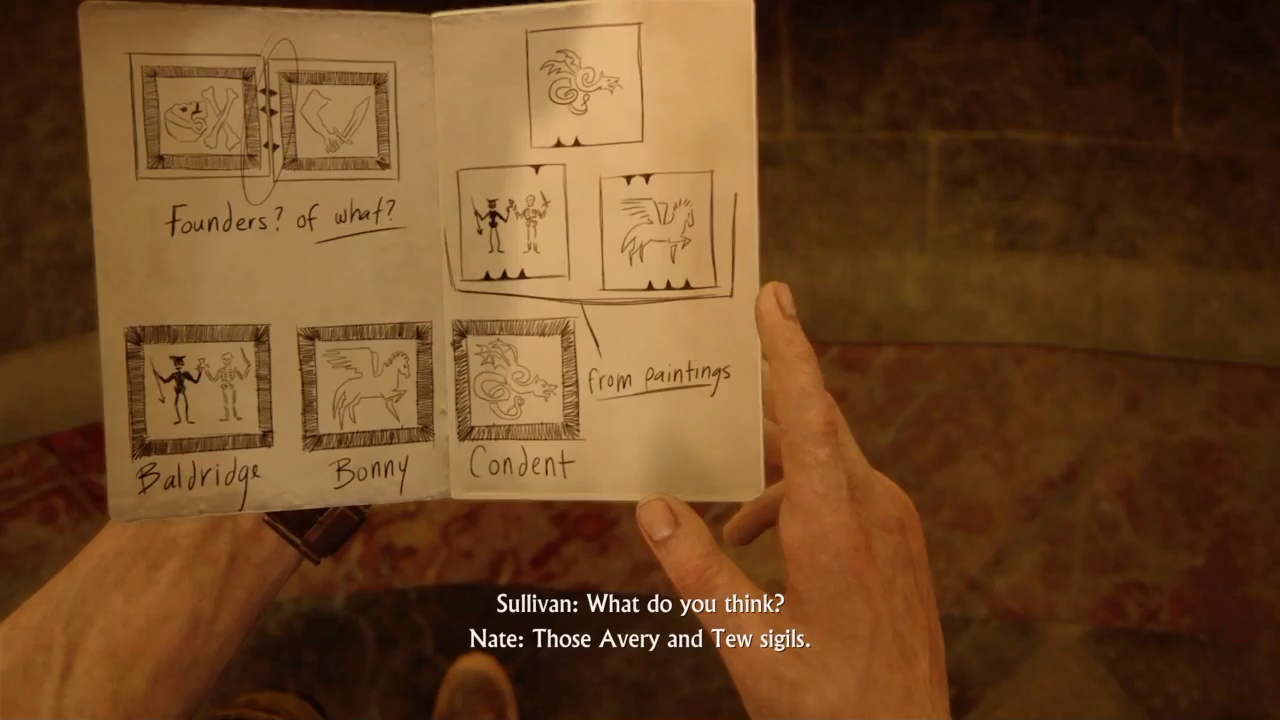 Founders? of what?
from paintings
Baldridge
Bonny
Condent
Sullivan: What do you think?
Nate: Those Avery and Tew sigils.